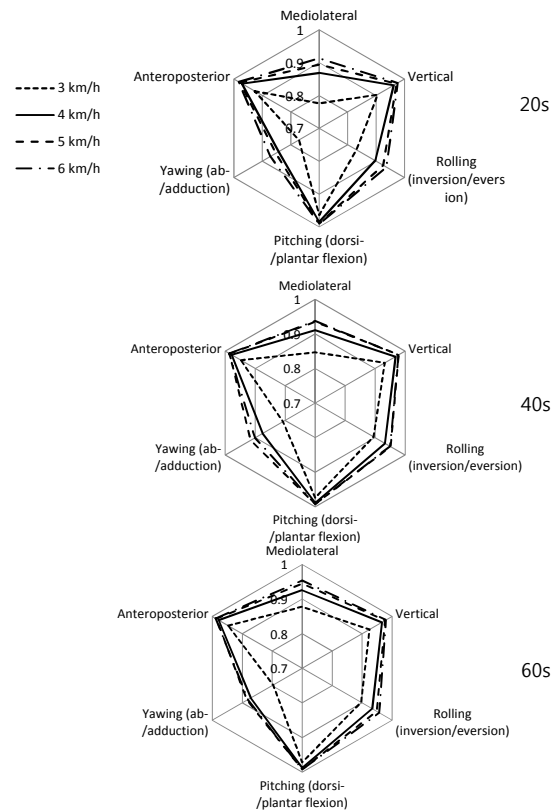 Mediolateral
1
0.9
0.8
0.7
Anteroposterior
Vertical
20s
Yawing (ab-
/adduction)
Rolling
(inversion/evers
ion)
Pitching (dorsi-
/plantar flexion)
3 km/h
4 km/h
5 km/h
6 km/h
Mediolateral
1
0.9
0.8
0.7
Anteroposterior
Vertical
40s
Yawing (ab-
/adduction)
Rolling
(inversion/eversion)
Pitching (dorsi-
/plantar flexion)
Mediolateral
1
0.9
0.8
0.7
Anteroposterior
Vertical
60s
Yawing (ab-
/adduction)
Rolling
(inversion/eversion)
Pitching (dorsi-
/plantar flexion)